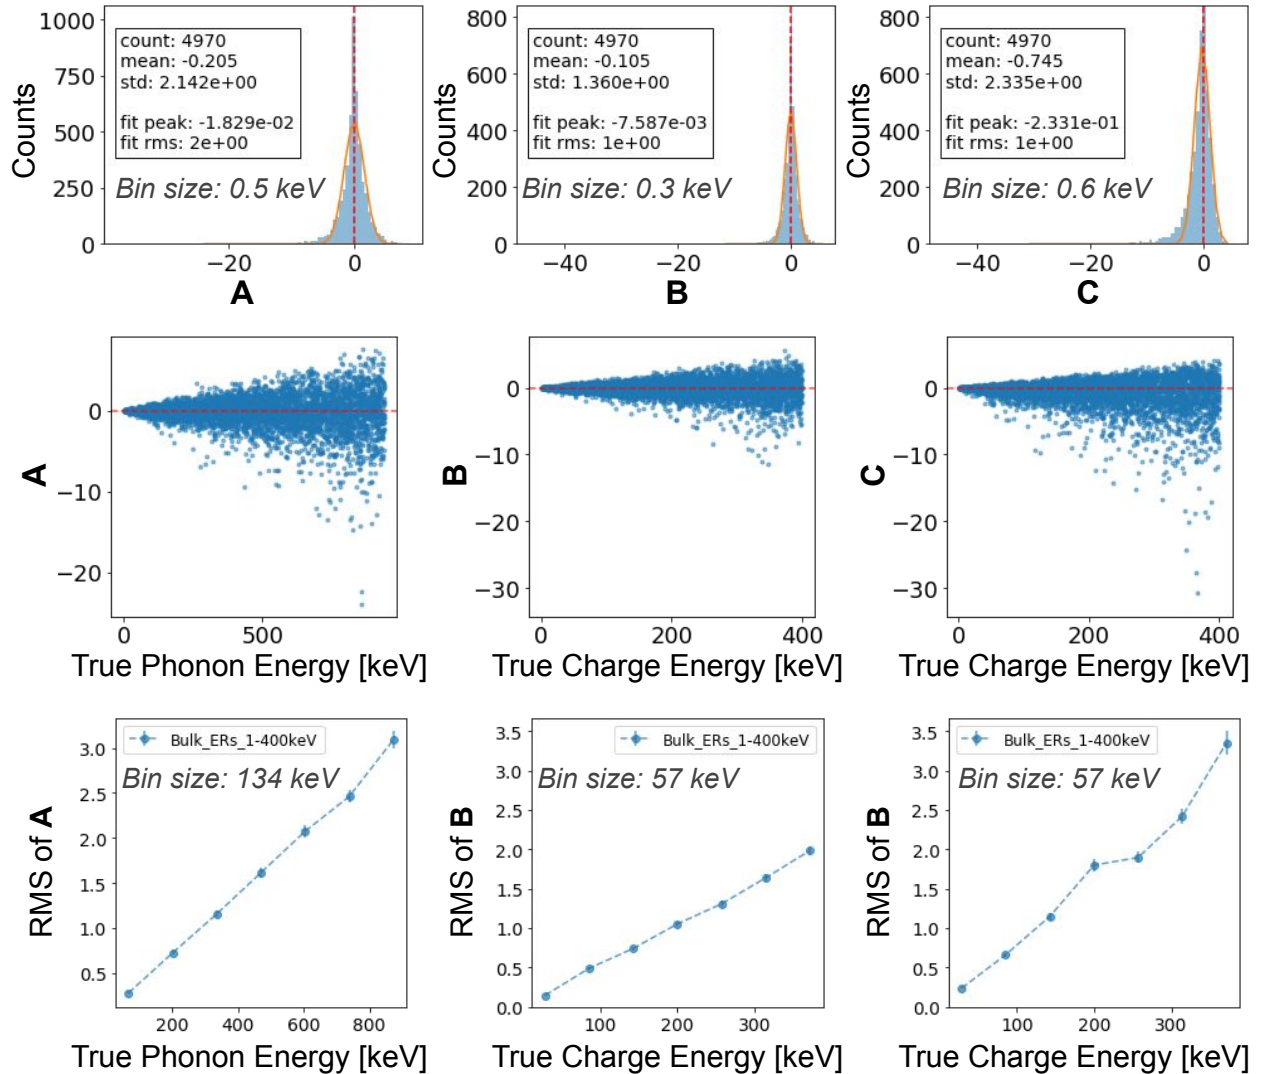 1000
750
500
250
0
Counts
count: 4970
mean: -0.205
std: 2.142e+00
fit peak: -1.829e-02
fit rms: 2e+00
Bin size: 0.5 keV
−20
0
A
800
600
400
200
0
Counts
count: 4970
mean: -0.105
std: 1.360e+00
fit peak: -7.587e-03
fit rms: 1e+00
Bin size: 0.3 keV
−40
−20
0
B
800
600
400
200
0
Counts
count: 4970
mean: -0.745
std: 2.335e+00
fit peak: -2.331e-01
fit rms: 1e+00
Bin size: 0.6 keV
−40
−20
0
C
0
−10
−20
A
0
500
True Phonon Energy [keV]
0
−10
−20
−30
B
0
200
400
True Charge Energy [keV]
0
−10
−20
−30
C
0
200
400
True Charge Energy [keV]
3.0
2.5
2.0
1.5
1.0
0.5
RMS of A
Bulk_ERs_1-400keV
Bin size: 134 keV
200
400
600
800
True Phonon Energy [keV]
3.5
3.0
2.5
2.0
1.5
1.0
0.5
0.0
RMS of B
Bulk_ERs_1-400keV
Bin size: 57 keV
100
200
300
True Charge Energy [keV]
3.5
3.0
2.5
2.0
1.5
1.0
0.5
0.0
RMS of B
Bulk_ERs_1-400keV
Bin size: 57 keV
100
200
300
True Charge Energy [keV]